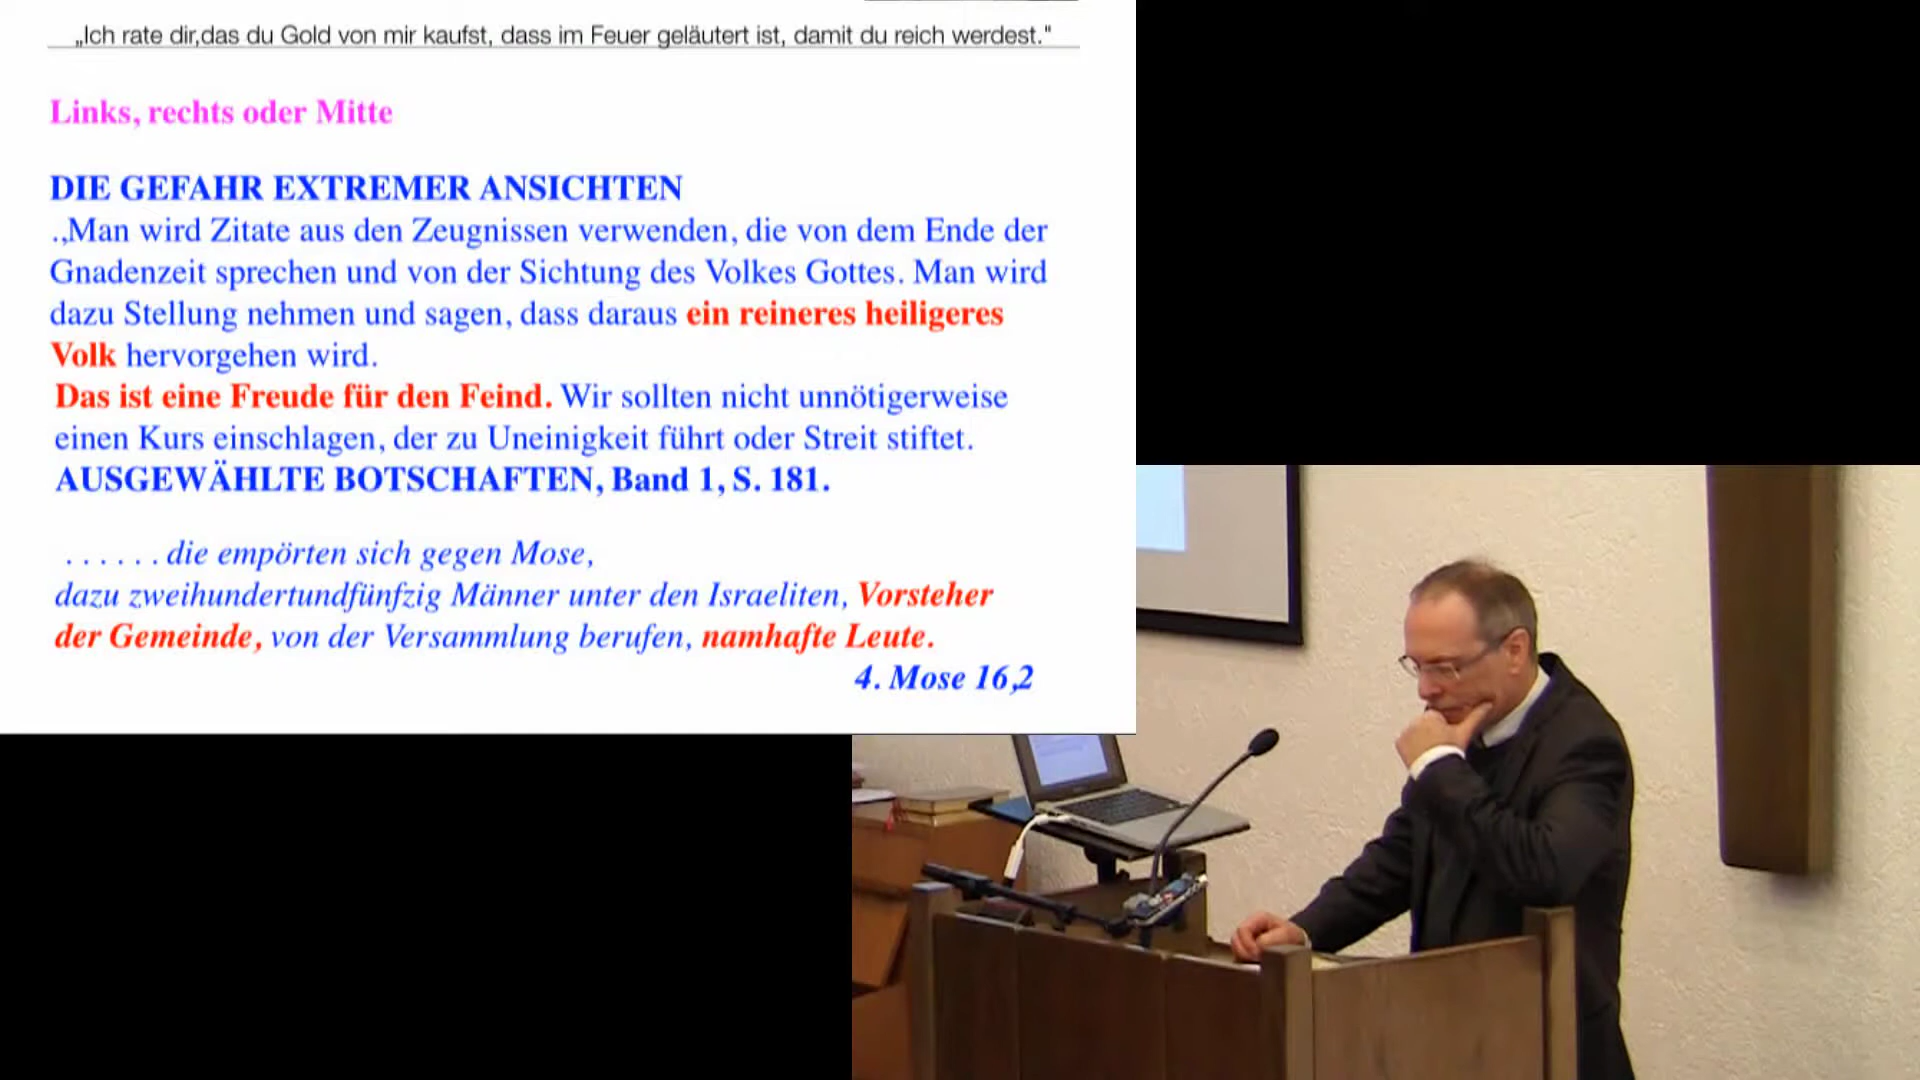 „Ich rate dir,das du Gold von mir kaufst, dass im Feuer geläutert ist, damit du reich werdest."
Links, rechts oder Mitte
DIE GEFAHR EXTREMER ANSICHTEN
.„Man wird Zitate aus den Zeugnissen verwenden, die von dem Ende der
Gnadenzeit sprechen und von der Sichtung des Volkes Gottes. Man wird
dazu Stellung nehmen und sagen, dass daraus ein reineres heiligeres
Volk hervorgehen wird.
Das ist eine Freude für den Feind. Wir sollten nicht unnötigerweise
einen Kurs einschlagen, der zu Uneinigkeit führt oder Streit stiftet.
AUSGEWÄHLTE BOTSCHAFTEN, Band 1, S. 181.
. . . . . . die empörten sich gegen Mose,
dazu zweihundertundfünfzig Männer unter den Israeliten, Vorsteher
der Gemeinde, von der Versammlung berufen, namhafte Leute.
4. Mose 16,2